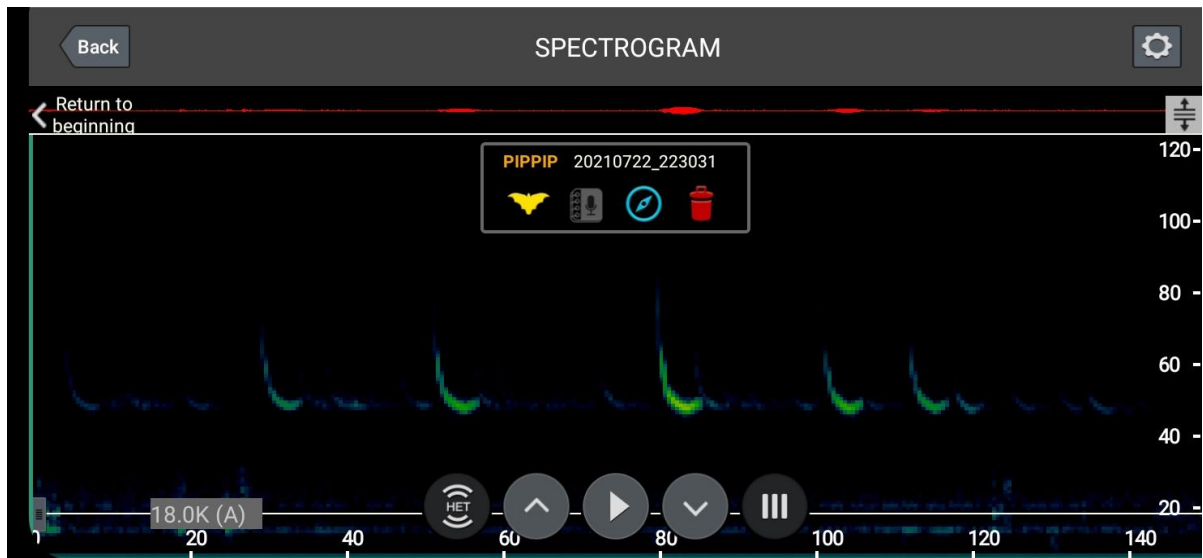 Back
SPECTROGRAM
Return to
beginning
PIPPIP 20210722_223031
120-
100-
80 -
60 -
40 -
20 -
HET
18.0K (A)
20 40 60 80 100 120 140